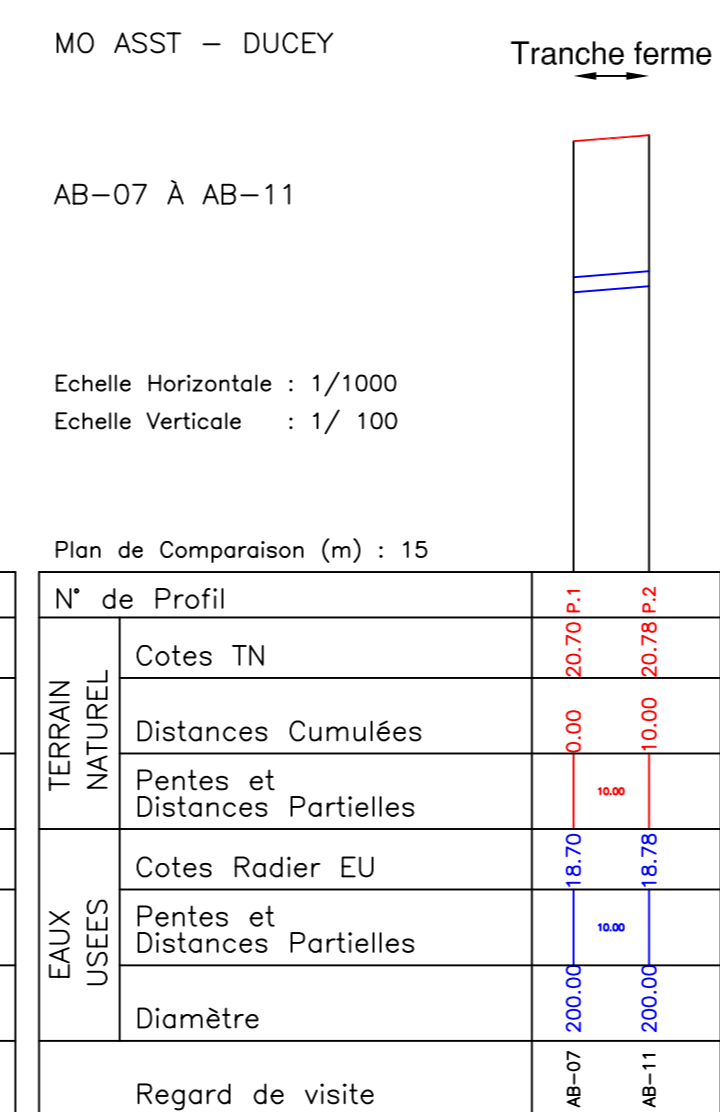 MO ASST – DUCEY
Tranche ferme
AB–07 À AB–11
Echelle Horizontale : 1/1000
Echelle Verticale : 1/ 100
Plan de Comparaison (m) : 15
N° de Profil
P.1
P.2
TERRAIN
NATUREL
Cotes TN
20.70
20.78
Distances Cumulées
0.00
10.00
Pentes et
Distances Partielles
10.00
EAUX
USEES
Cotes Radier EU
18.70
18.78
Pentes et
Distances Partielles
10.00
Diamètre
200.00
200.00
Regard de visite
AB–07
AB–11